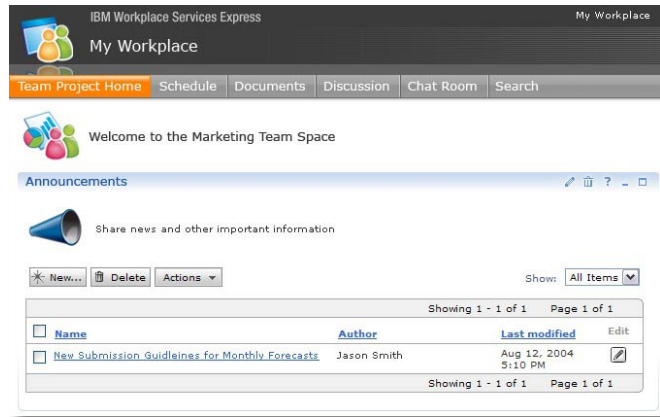 IBM Workplace Services Express
My Workplace
My Workplace
Team Project Home Schedule Documents Discussion Chat Room Search
Welcome to the Marketing Team Space
Announcements
?
Share news and other important information
New... Delete Actions Show: All Items
Showing 1 - 1 of 1 Page 1 of 1
Name Author Last modified Edit
New Submission Guidleines for Monthly Forecasts Jason Smith Aug 12, 2004
5:10 PM
Showing 1 - 1 of 1 Page 1 of 1